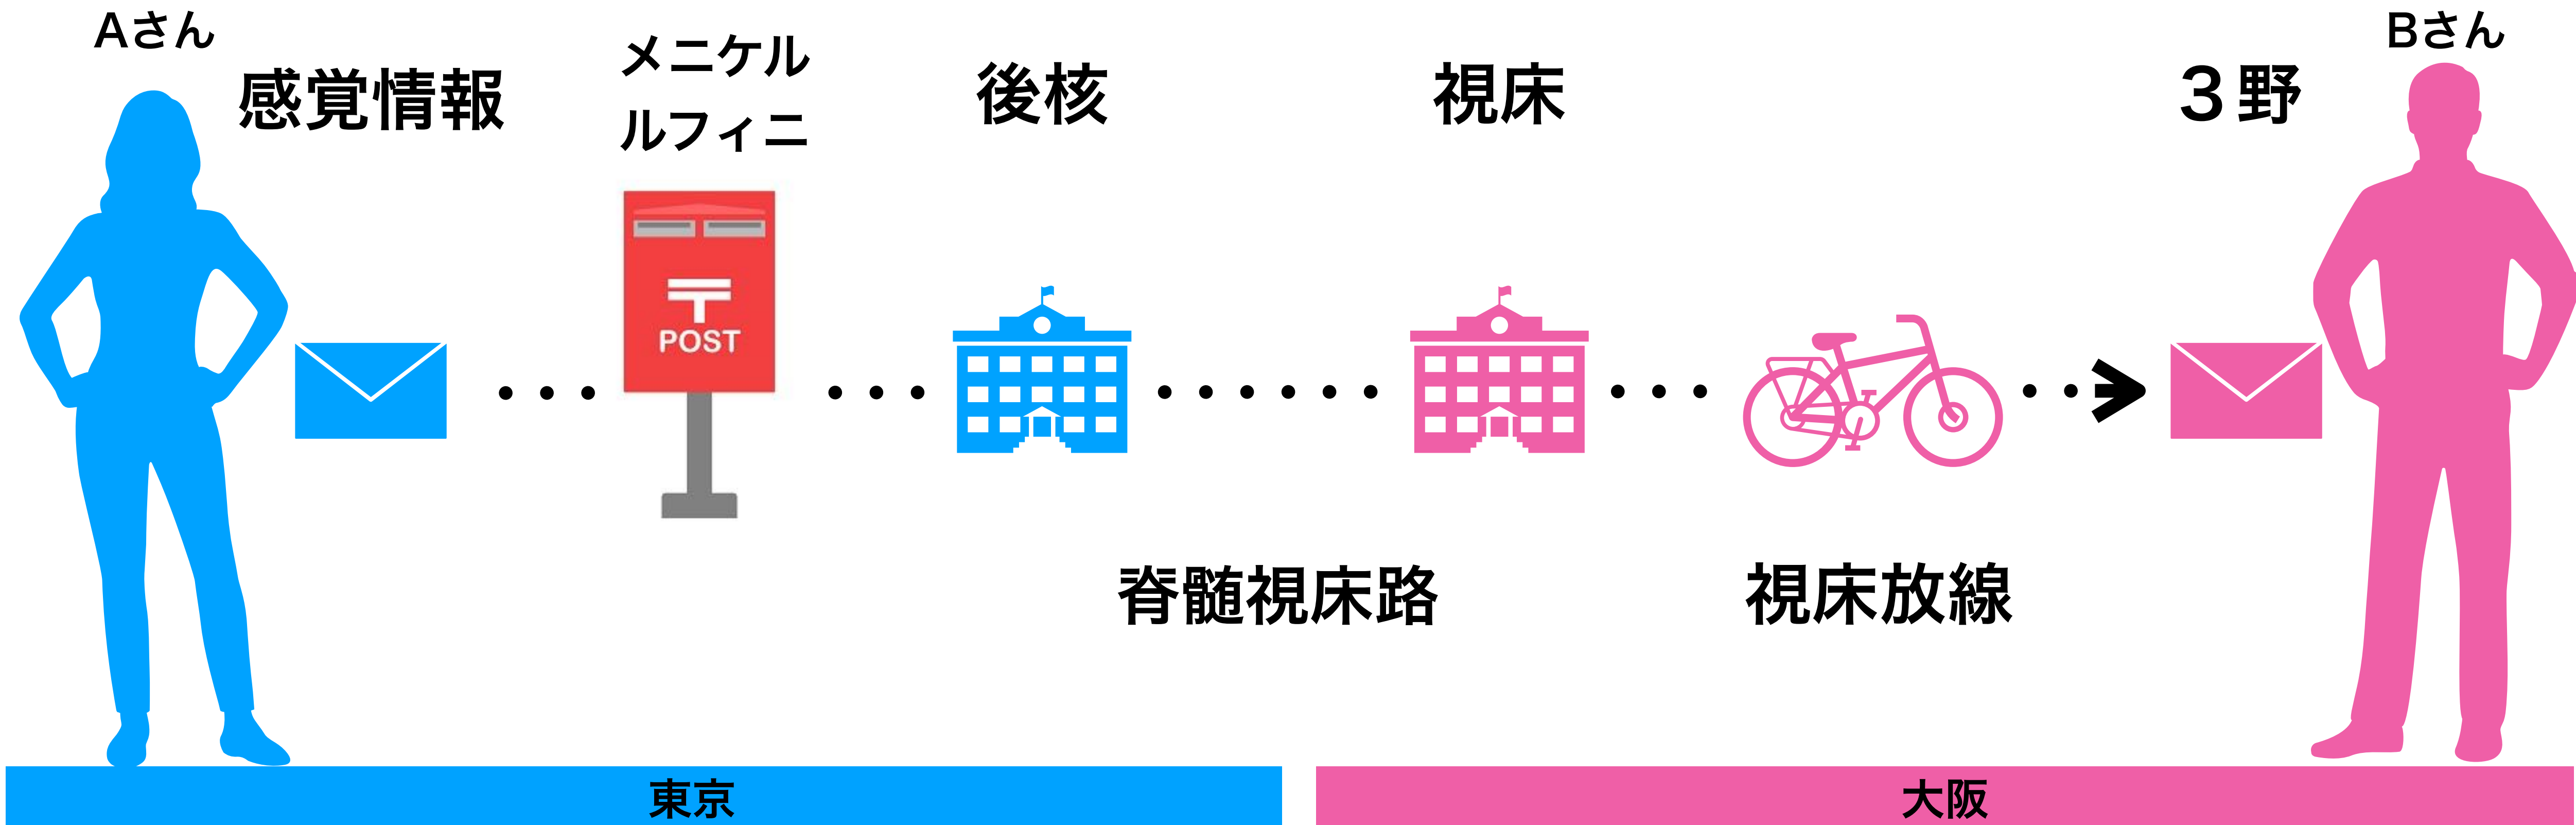 Aさん
感覚情報
メニケル
ルフィニ
後核
視床
３野
Bさん
POST
脊髄視床路
視床放線
東京
大阪